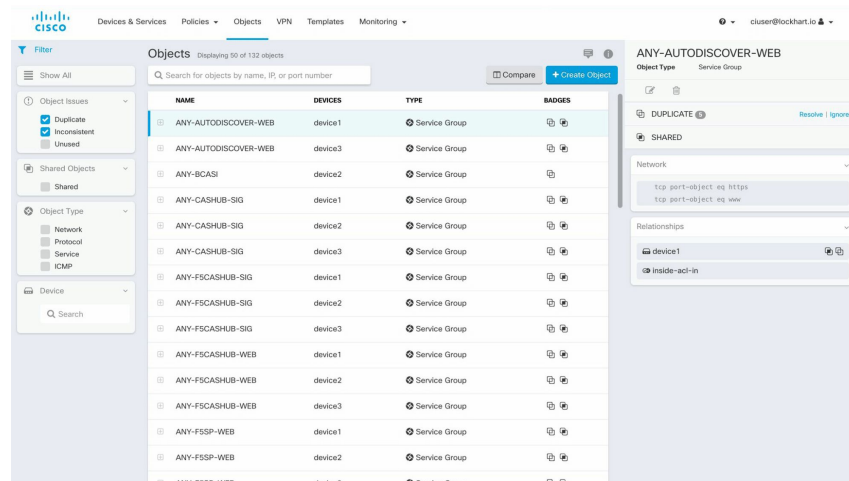 CISCO
Devices & Services Policies Objects VPN Templates Monitoring ciuser@lockhart.io
Filter
Show All
Object Issues
Duplicate
Inconsistent
Unused
Shared Objects
Shared
Object Type
Network
Protocol
Service
ICMP
Device
Search
Objects Displaying 50 of 132 objects
Search for objects by name, IP, or port number Compare + Create Object
NAME DEVICES TYPE BADGES
ANY-AUTODISCOVER-WEB device1 Service Group
ANY-AUTODISCOVER-WEB device3 Service Group
ANY-BCASI device2 Service Group
ANY-CASHUB-SIG device1 Service Group
ANY-CASHUB-SIG device2 Service Group
ANY-CASHUB-SIG device3 Service Group
ANY-F5CASHUB-SIG device1 Service Group
ANY-F5CASHUB-SIG device2 Service Group
ANY-F5CASHUB-SIG device3 Service Group
ANY-F5CASHUB-WEB device1 Service Group
ANY-F5CASHUB-WEB device2 Service Group
ANY-F5CASHUB-WEB device3 Service Group
ANY-F5SP-WEB device1 Service Group
ANY-F5SP-WEB device2 Service Group
ANY-AUTODISCOVER-WEB
Object Type Service Group
DUPLICATE Resolve | Ignore
SHARED
Network
tcp port-object eq https
tcp port-object eq www
Relationships
device1
inside-acl-in